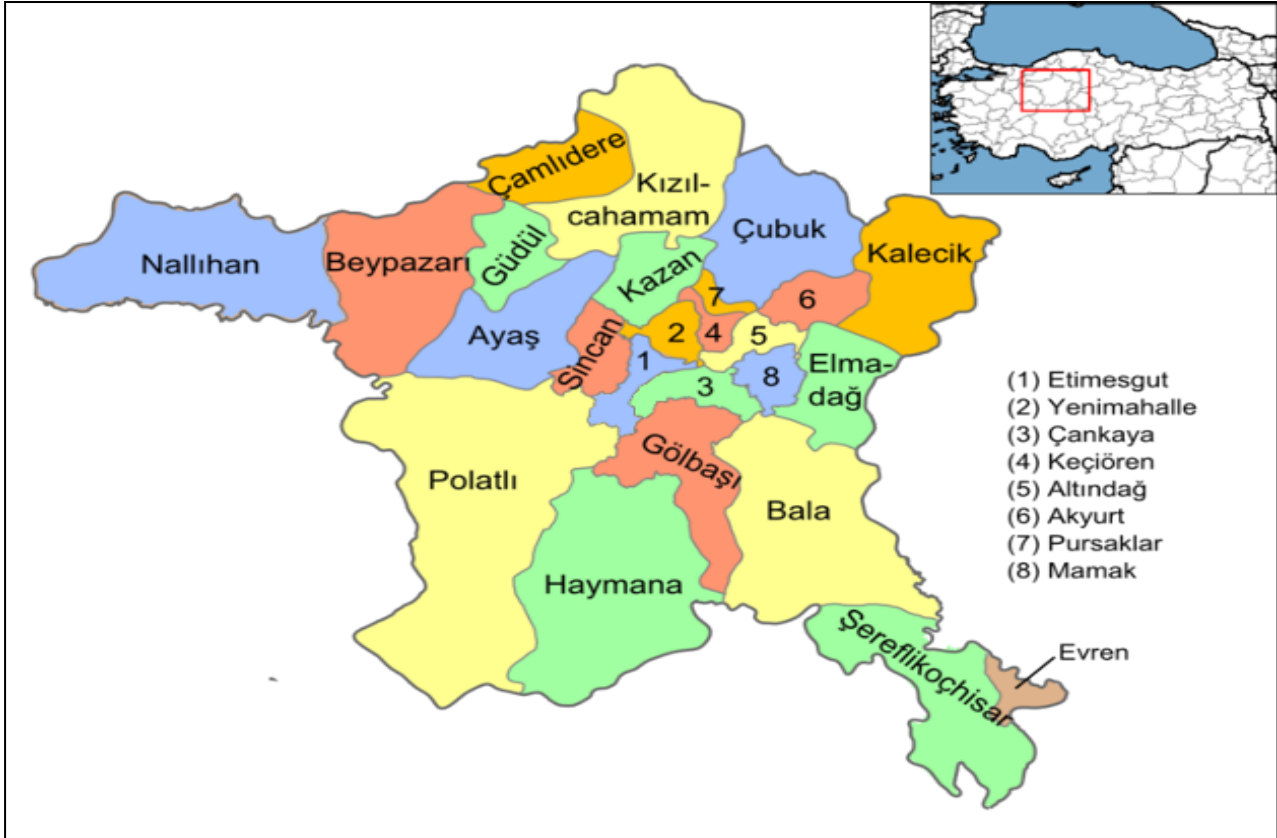 Çamlıdere
Kızıl-
cahamam
Çubuk
Kalecik
Nallıhan
Beypazarı
Güdül
Kazan
7
6
Ayaş
Sincan
2
4
5
1
3
8
Elma-
dağ
Polatlı
Gölbaşı
Bala
Haymana
Şereflikoçhisar
Evren
(1) Etimesgut
(2) Yenimahalle
(3) Çankaya
(4) Keçiören
(5) Altındağ
(6) Akyurt
(7) Pursaklar
(8) Mamak